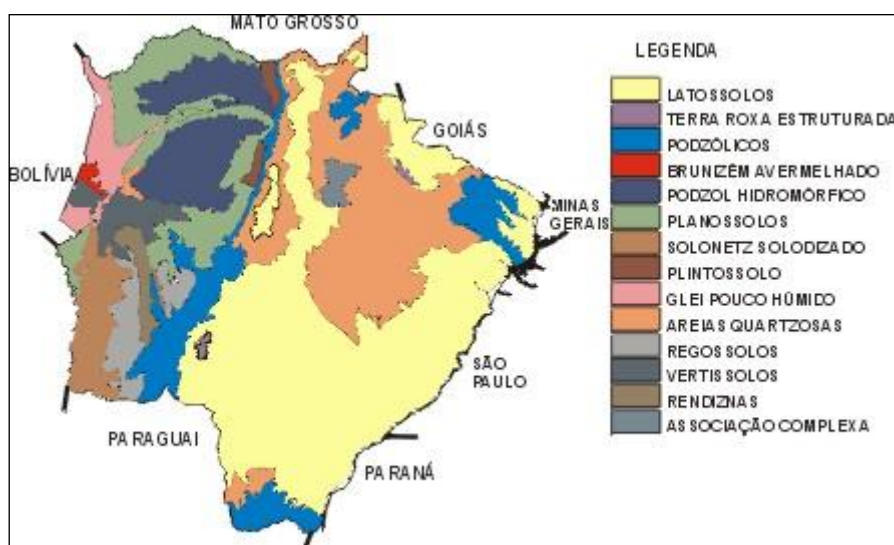 MATO GROSSO
LEGENDA
LATOSSOLOS
TERRA ROXA ESTRUTURADA
GOIÁS
PODZÓLICOS
BOLÍVIA
BRUNIZÉM AVERMELHADO
PODZOL HIDROMÓRFICO
MINAS
GERAIS
PLANOSSOLOS
SOLONETZ SOLODIZADO
PLINTOSSOLO
GLEI POUCO HÚMIDO
AREIAS QUARTZOSAS
REGOSSOLOS
SÃO
PAULO
VERTISSOLOS
RENDIZNAS
ASSOCIAÇÃO COMPLEXA
PARAGUAI
PARANÁ